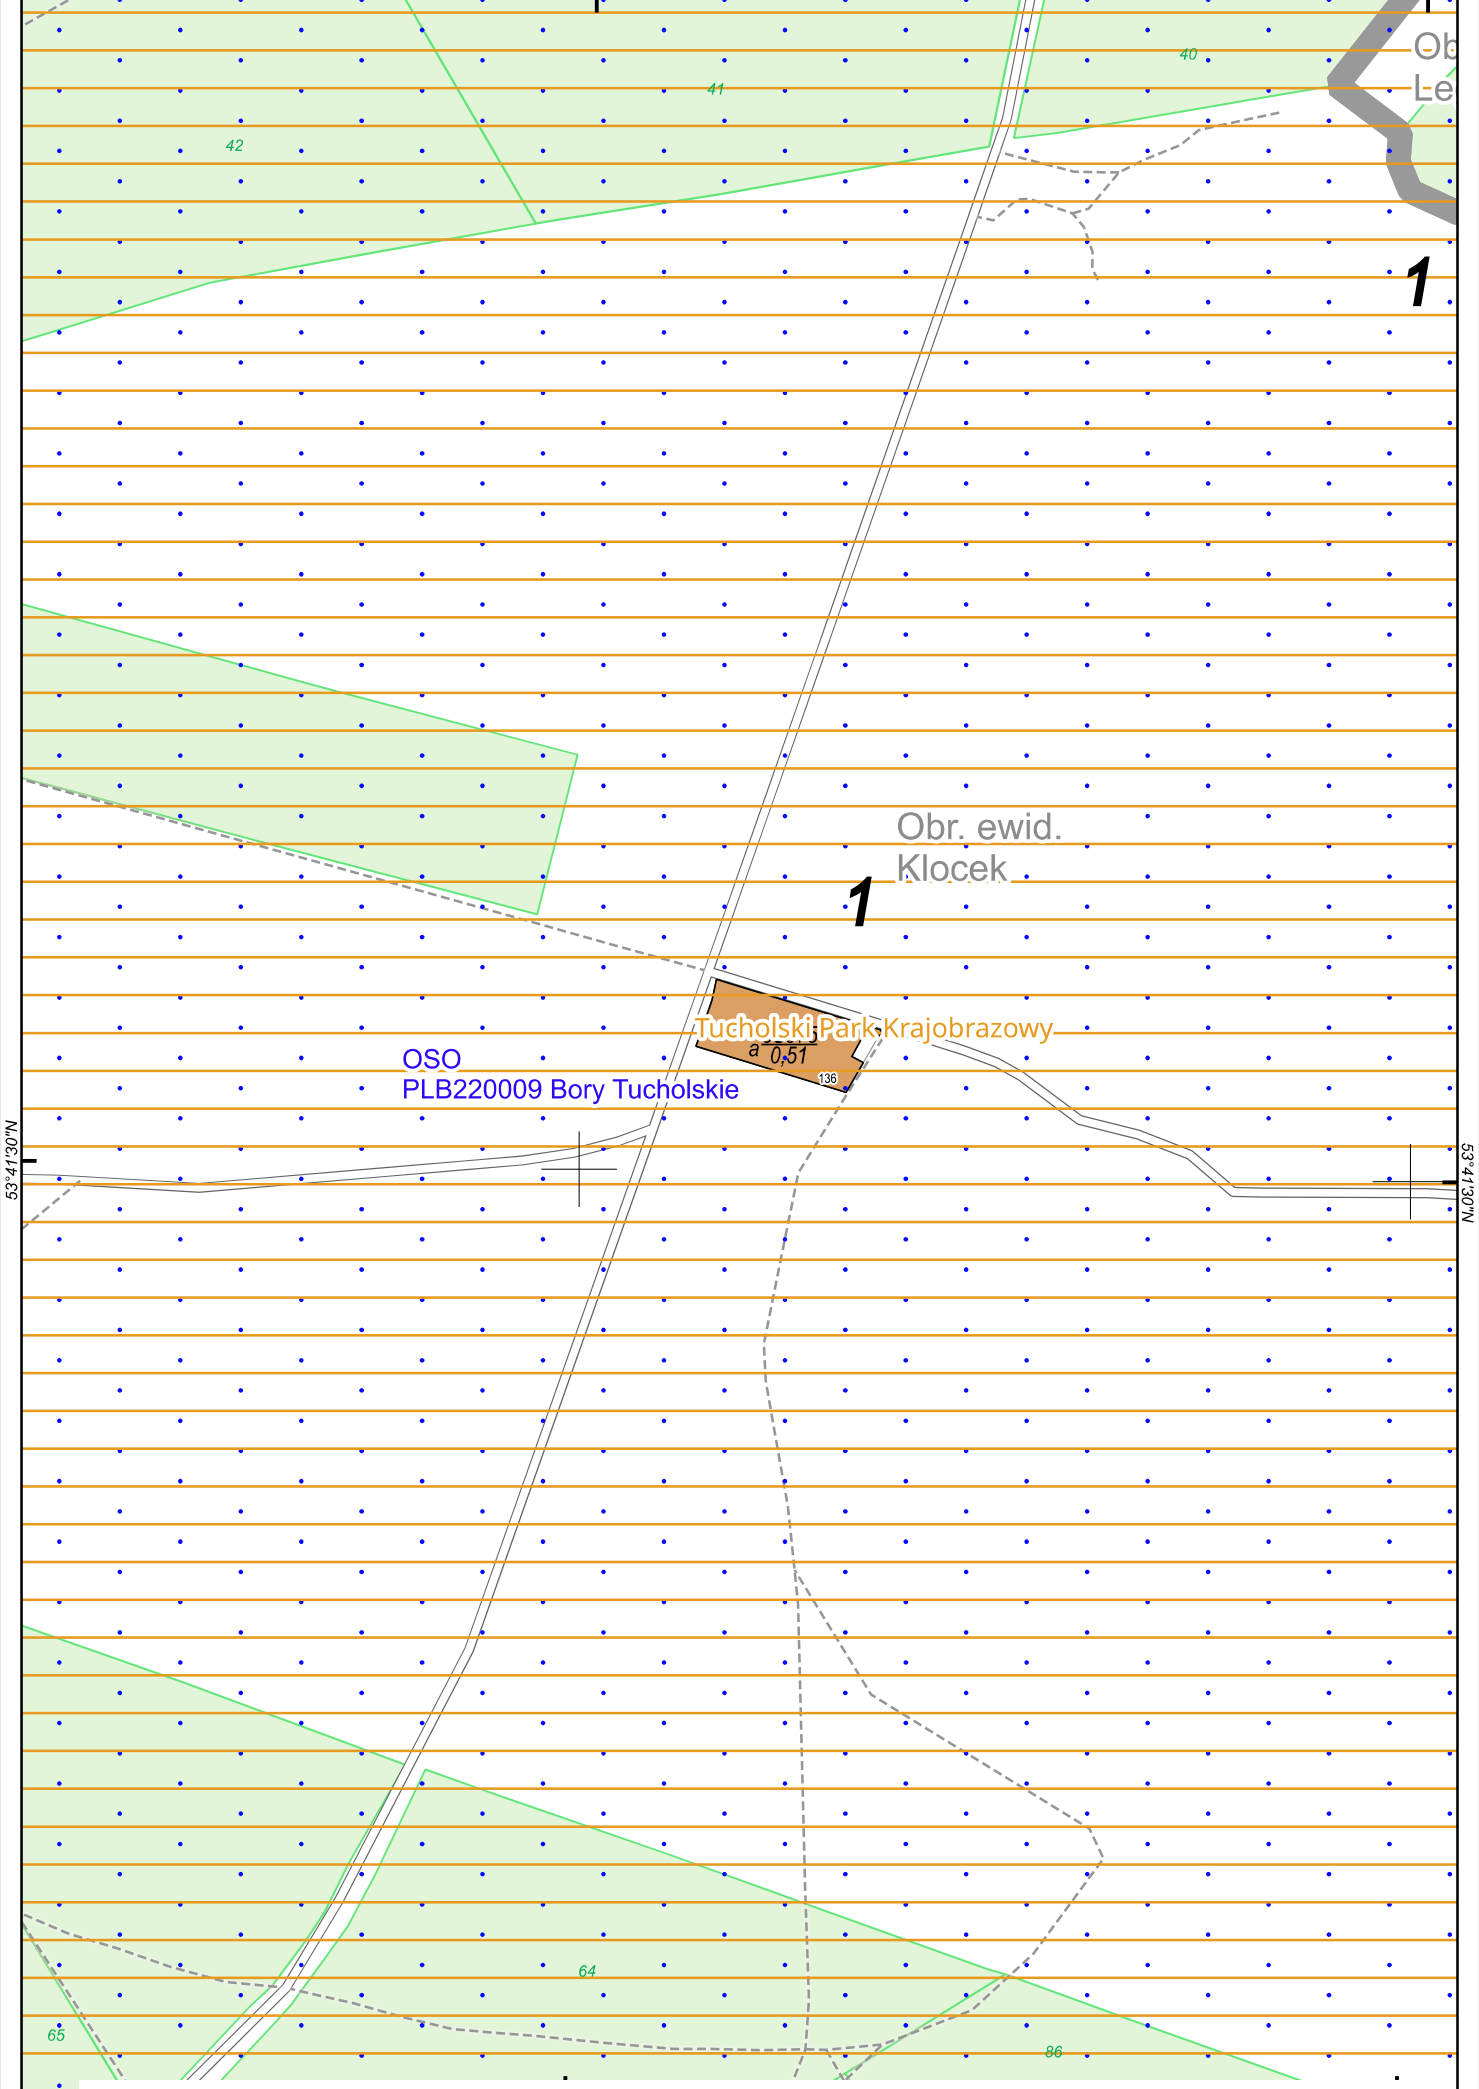 40
Ob
Le
41
42
1
Obr. ewid.
Klocek
1
Tucholski Park Krajobrazowy
a 0,51
136
OSO
PLB220009 Bory Tucholskie
53°41'30"N
53°41'30"N
64
65
86